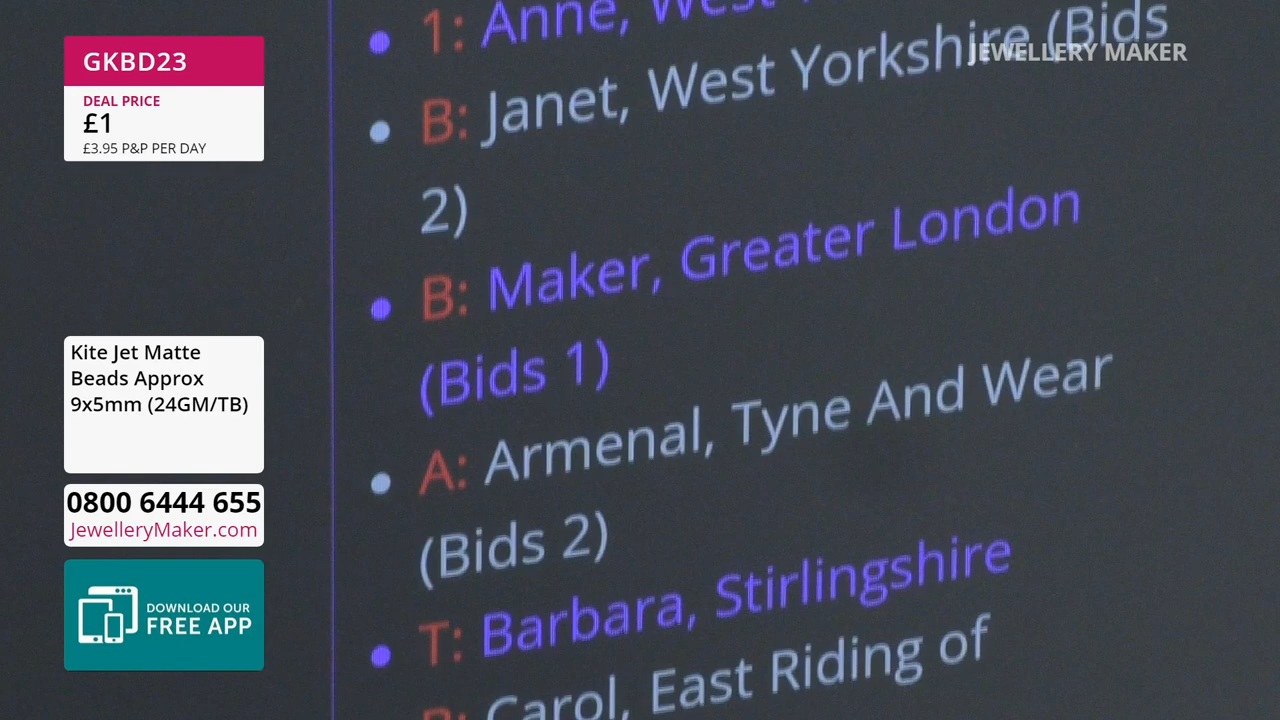 GKBD23
DEAL PRICE
£1
£3.95 P&P PER DAY
Kite Jet Matte
Beads Approx
9x5mm (24GM/TB)
0800 6444 655
JewelleryMaker.com
DOWNLOAD OUR
FREE APP
JEWELLERY MAKER
1: Anne, West
B: Janet, West Yorkshire (Bids
2)
B: Maker, Greater London
(Bids 1)
A: Armenal, Tyne And Wear
(Bids 2)
T: Barbara, Stirlingshire
Carol, East Riding of